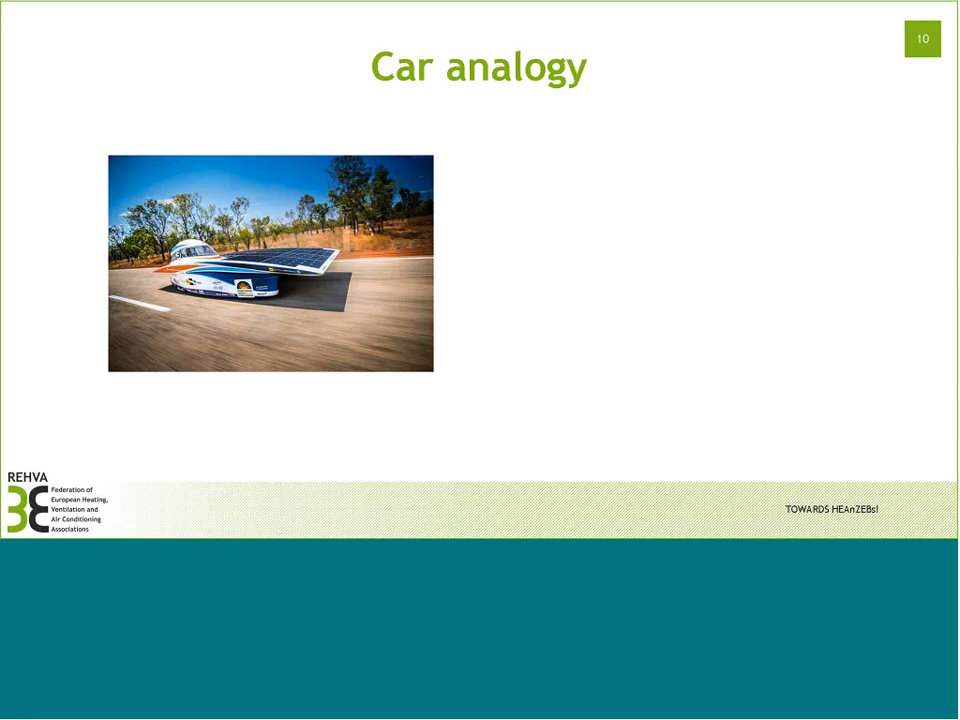 10
Car analogy
REHVA
Federation of
European Heating,
Ventilation and
Air Conditioning
Associations
TOWARDS HEAnZEBs!